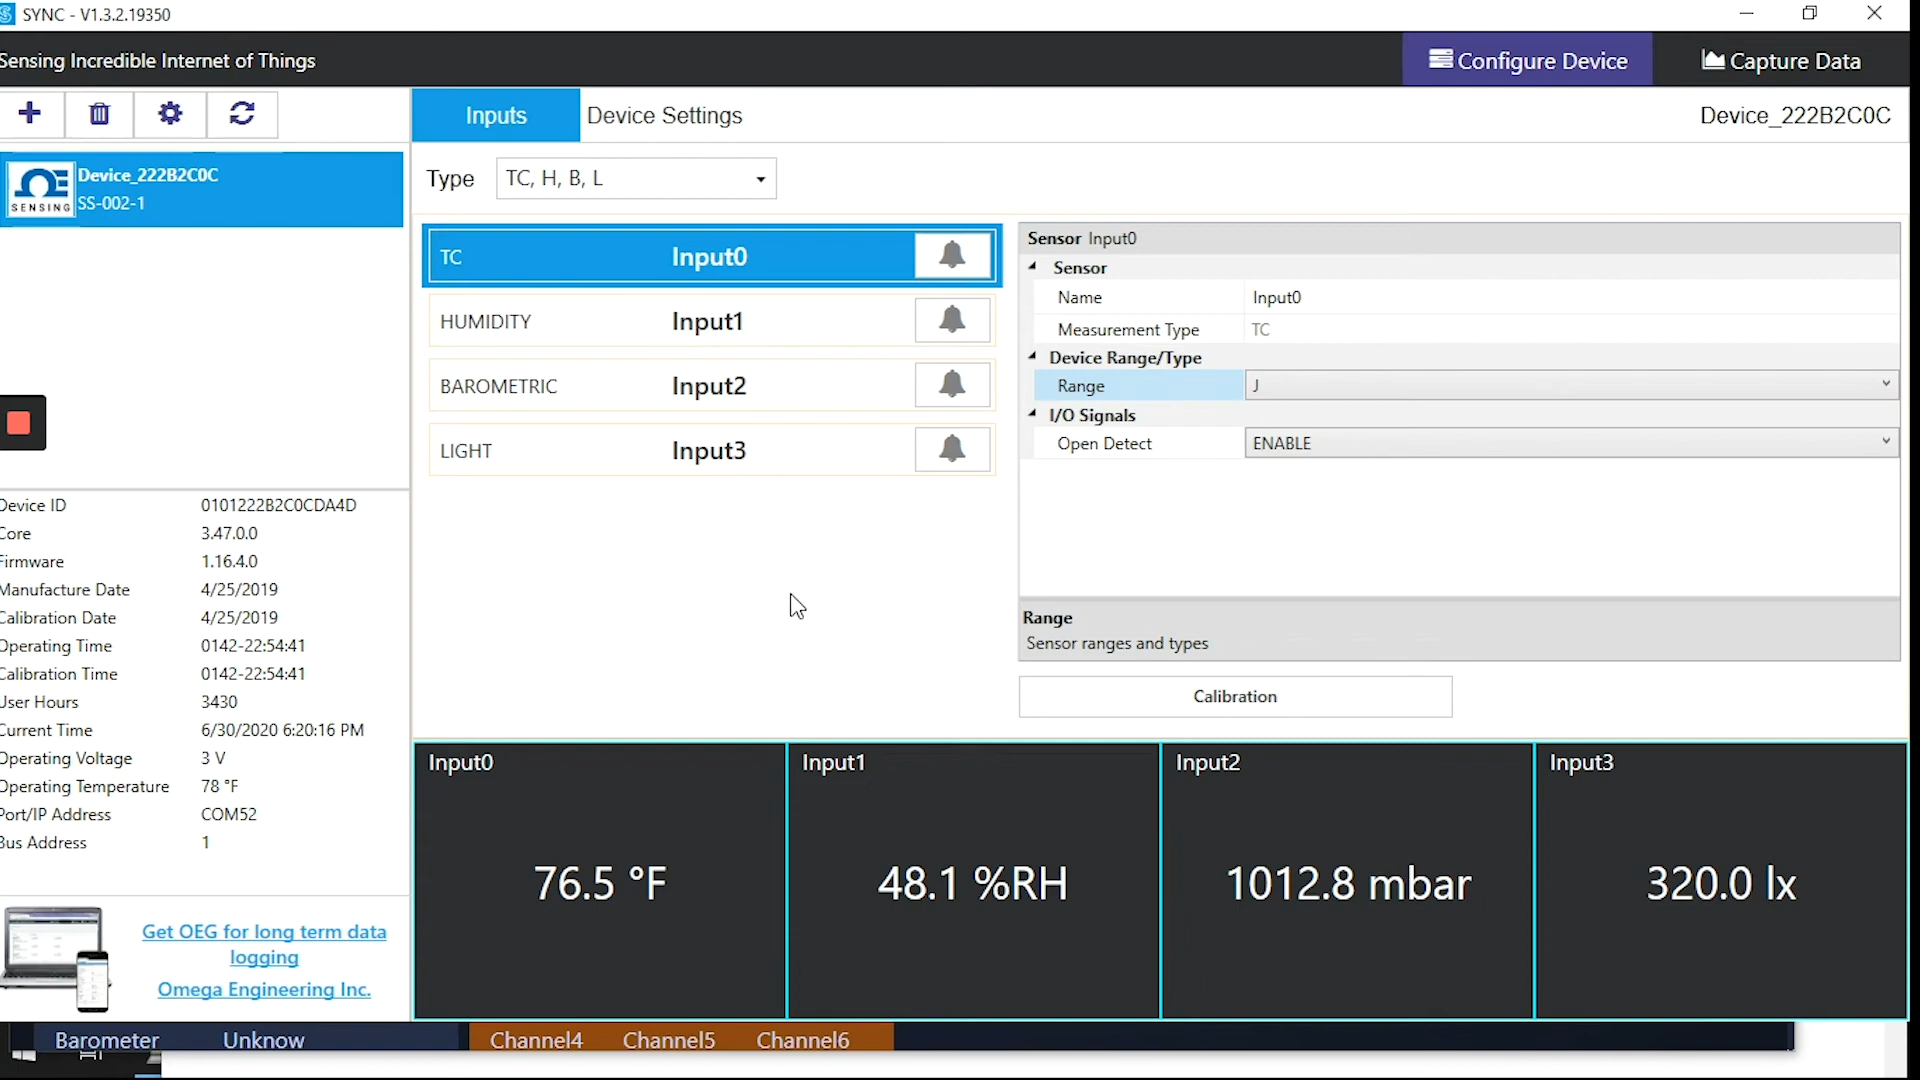 SYNC - V1.3.2.19350
Sensing Incredible Internet of Things
Configure Device
Capture Data
Inputs
Device Settings
Device_222B2C0C
SENSING
Device_222B2C0C
SS-002-1
Type
TC, H, B, L
TC
Input0
HUMIDITY
Input1
BAROMETRIC
Input2
LIGHT
Input3
Sensor Input0
Sensor
Name Input0
Measurement Type TC
Device Range/Type
Range J
I/O Signals
Open Detect ENABLE
Range
Sensor ranges and types
Calibration
Device ID 0101222B2C0CDA4D
Core 3.47.0.0
Firmware 1.16.4.0
Manufacture Date 4/25/2019
Calibration Date 4/25/2019
Operating Time 0142-22:54:41
Calibration Time 0142-22:54:41
User Hours 3430
Current Time 6/30/2020 6:20:16 PM
Operating Voltage 3 V
Operating Temperature 78 °F
Port/IP Address COM52
Bus Address 1
Get OEG for long term data
logging
Omega Engineering Inc.
Input0
76.5 °F
Input1
48.1 %RH
Input2
1012.8 mbar
Input3
320.0 lx
Barometer Unknow Channel4 Channel5 Channel6